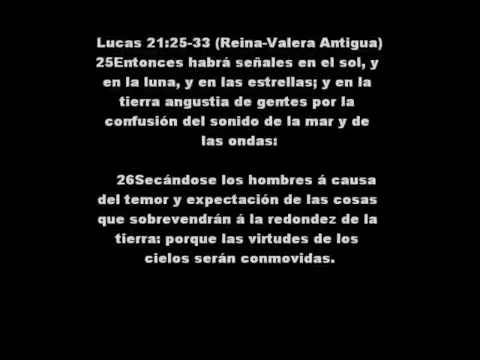 Lucas 21:25-33 (Reina-Valera Antigua)
25Entonces habrá señales en el sol, y
en la luna, y en las estrellas; y en la
tierra angustia de gentes por la
confusión del sonido de la mar y de
las ondas:
26Secándose los hombres á causa
del temor y expectación de las cosas
que sobrevendrán á la redondez de la
tierra: porque las virtudes de los
cielos serán conmovidas.